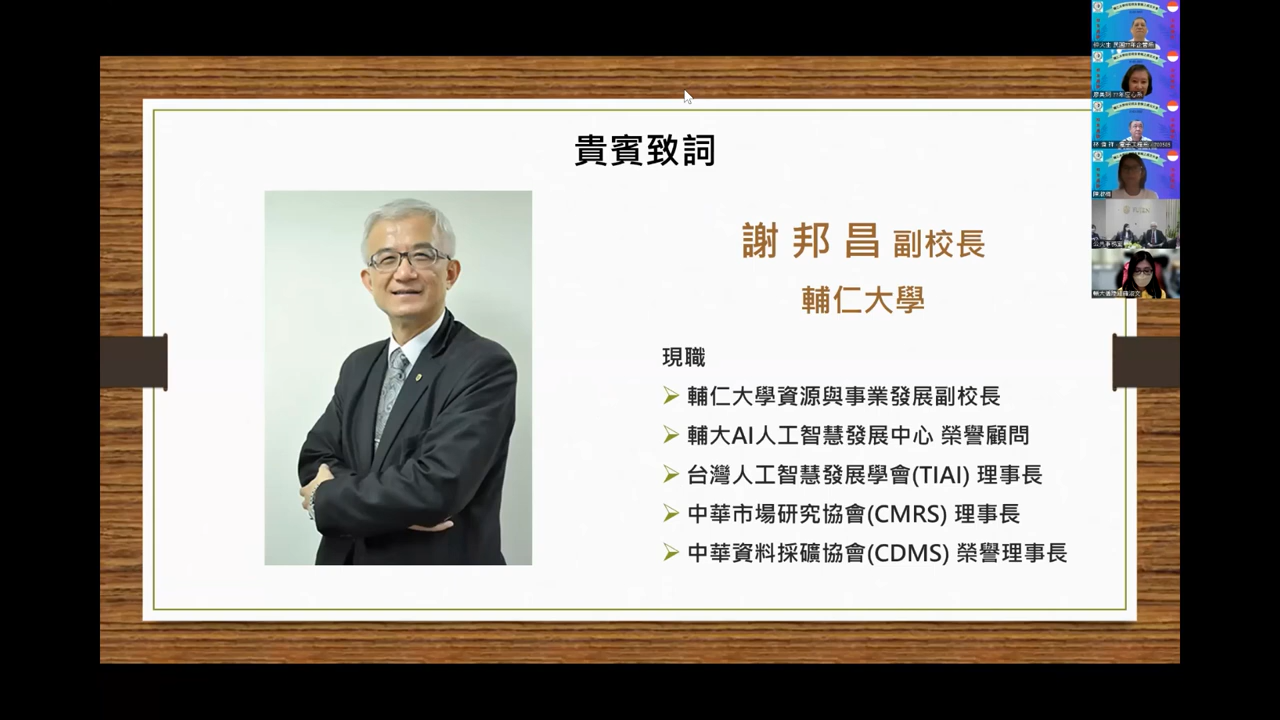 貴賓致詞
謝邦昌 副校長
輔仁大學
現職
輔仁大學資源與事業發展副校長
輔大AI人工智慧發展中心 榮譽顧問
台灣人工智慧發展學會(TIAI) 理事長
中華市場研究協會(CMRS) 理事長
中華資料採礦協會(CDMS) 榮譽理事長